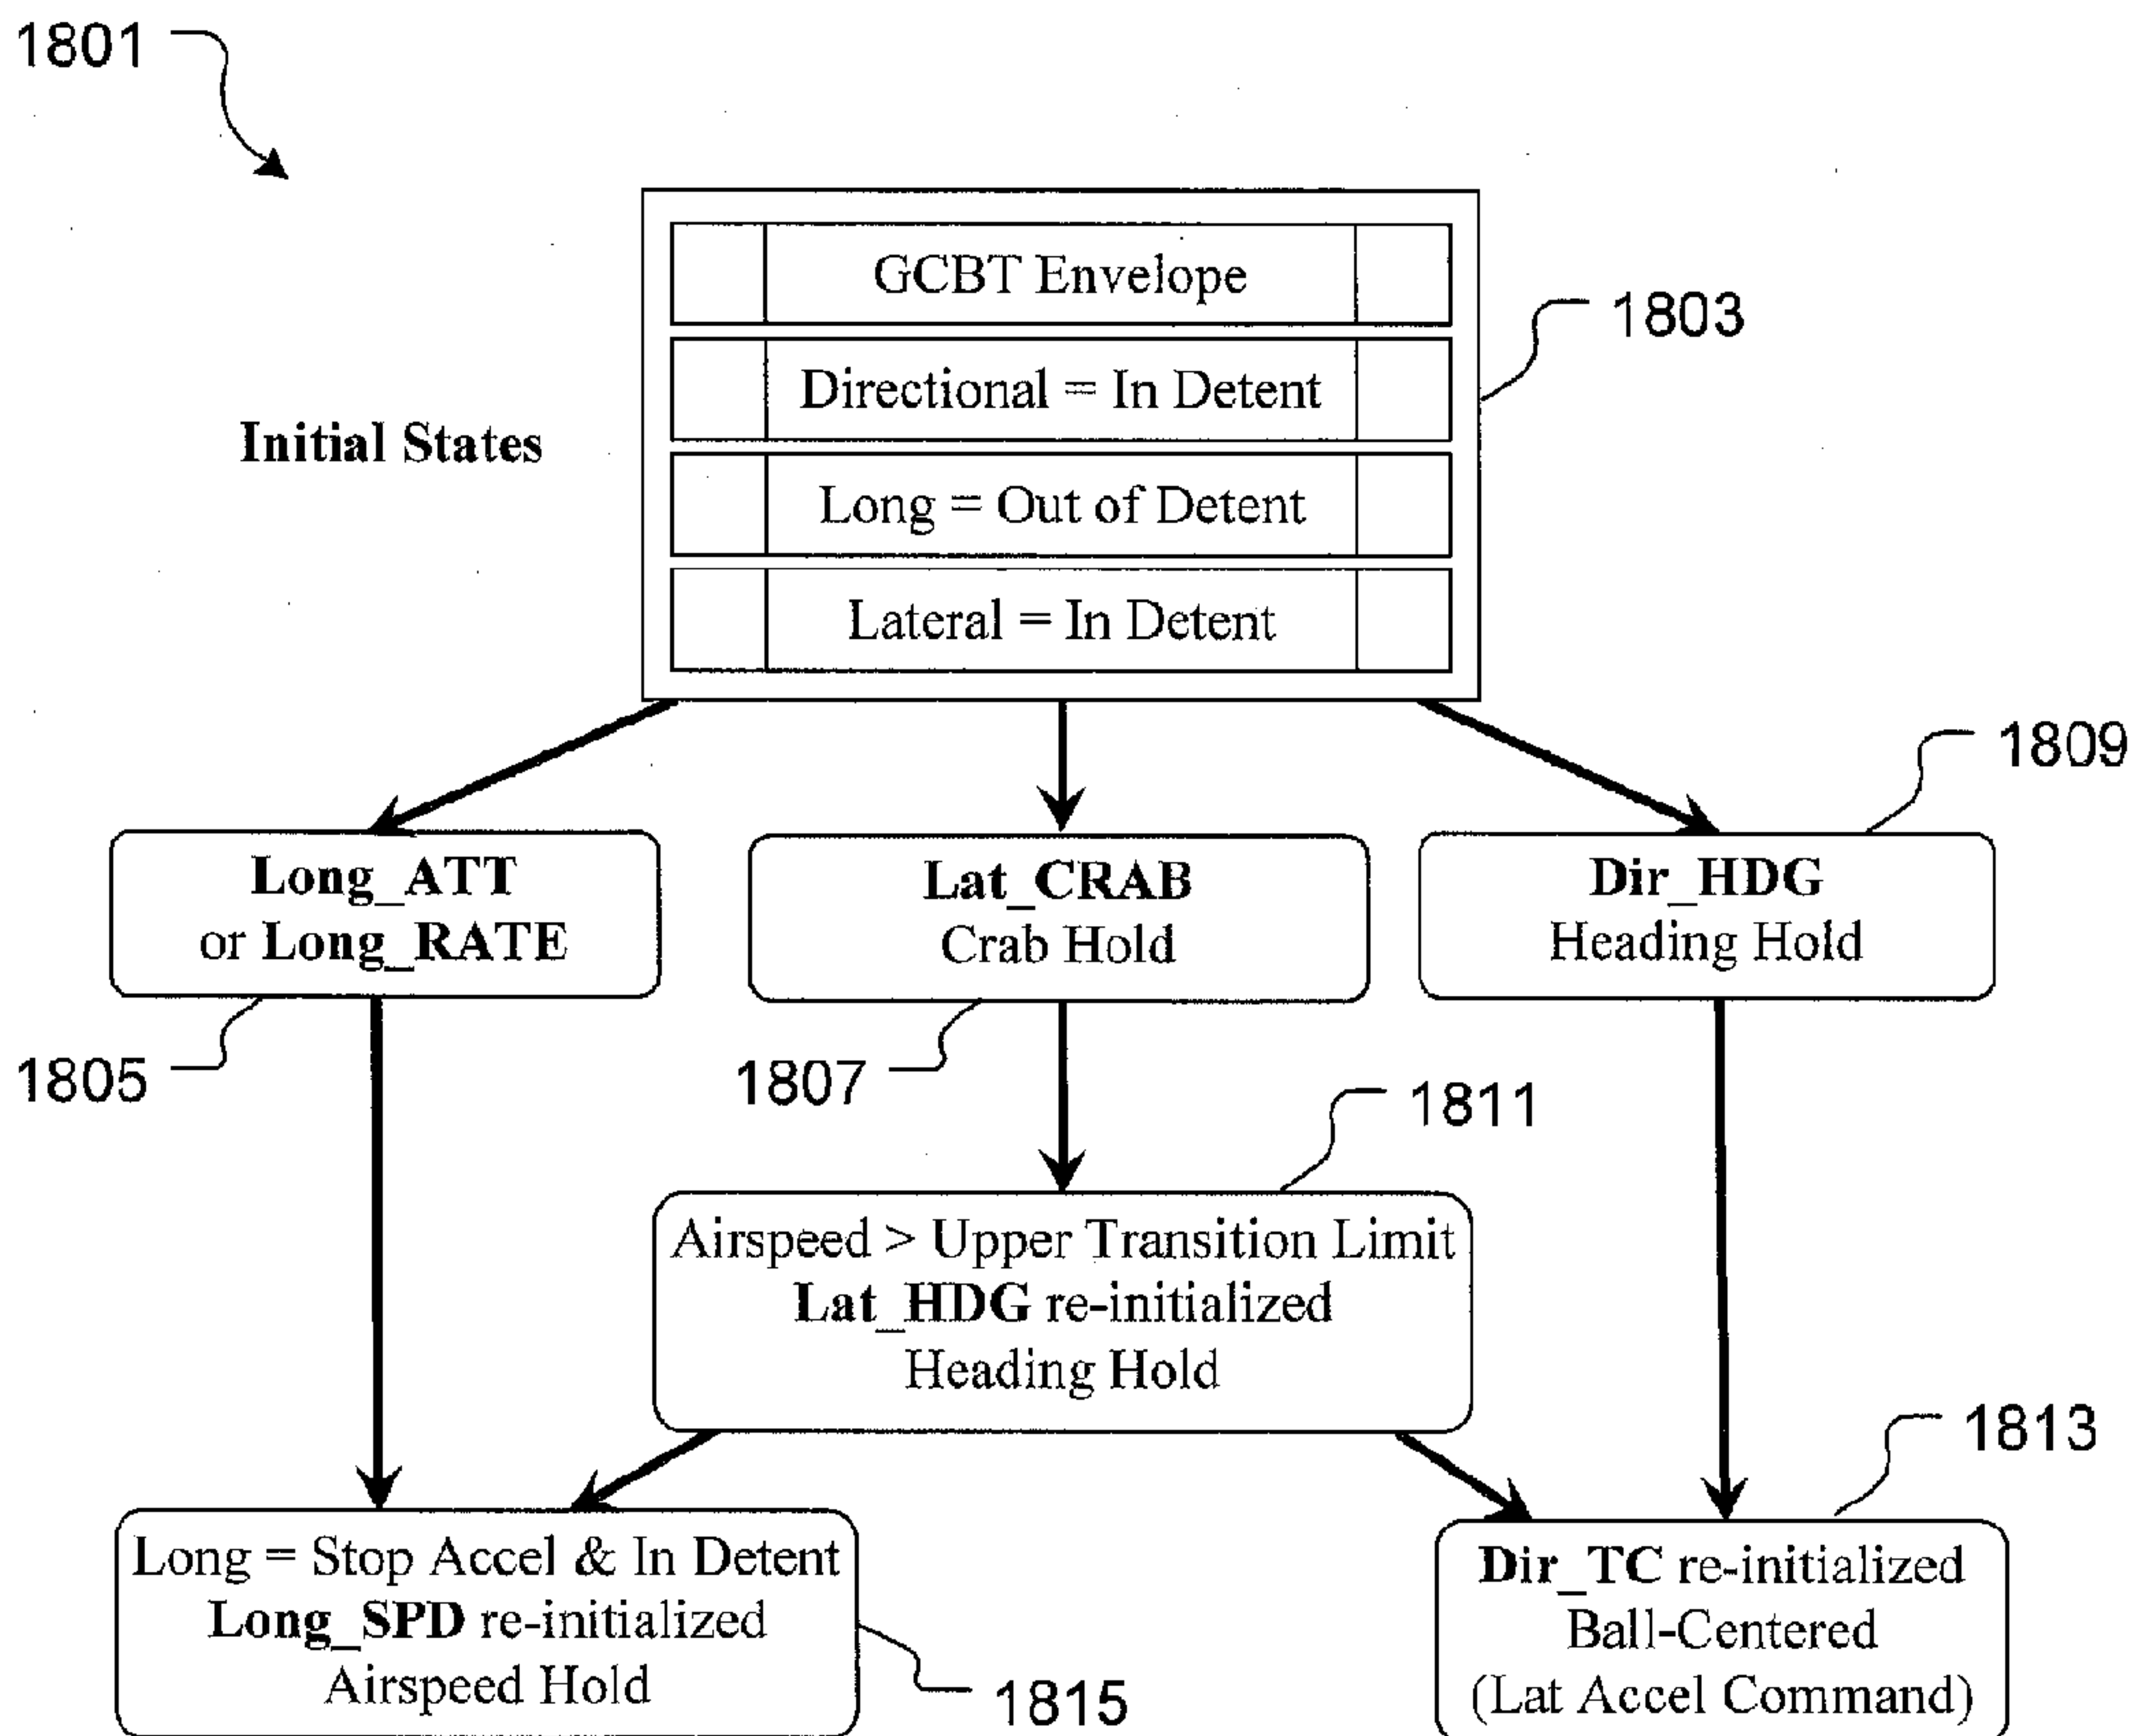 1801
GCBT Envelope
1803
Directional = In Detent
Initial States
Long = Out of Detent
Lateral = In Detent
1809
Long_ATT
or Long_RATE
Lat_CRAB
Crab Hold
Dir_HDG
Heading Hold
1805
1807
1811
Airspeed > Upper Transition Limit
Lat_HDG re-initialized
Heading Hold
1813
Long = Stop Accel & In Detent
Long_SPD re-initialized
Airspeed Hold
1815
Dir_TC re-initialized
Ball-Centered
(Lat Accel Command)